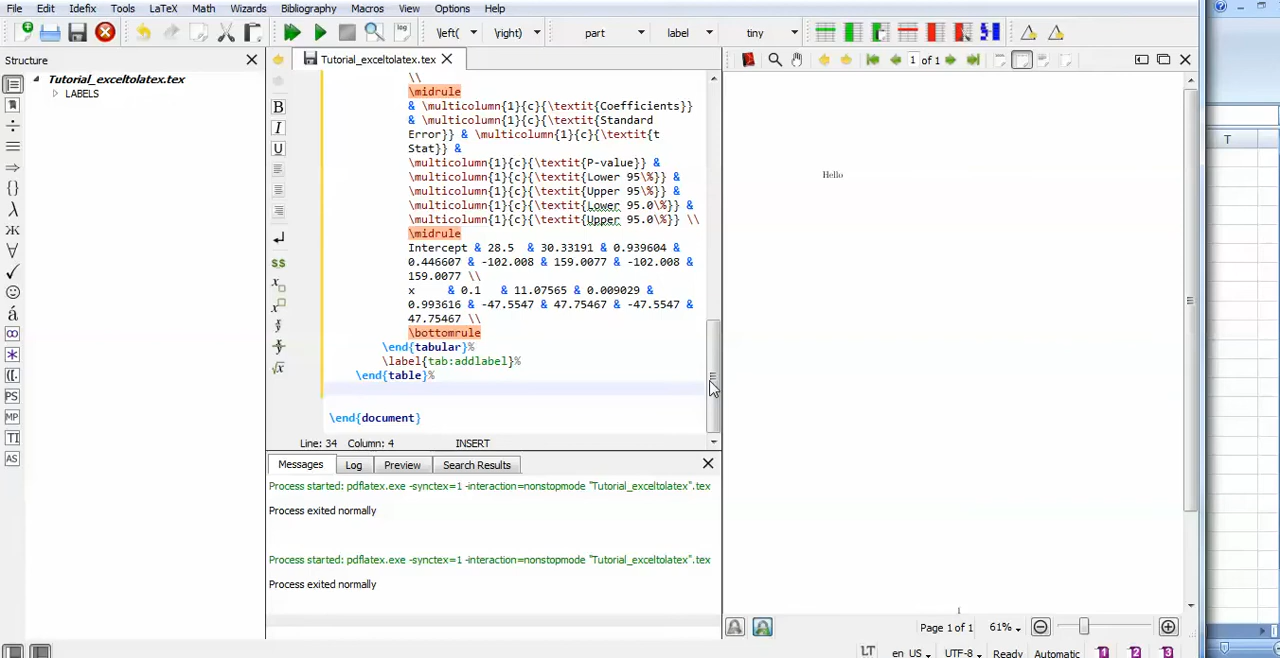 File Edit Idefix Tools LaTeX Math Wizards Bibliography Macros View Options Help
\left( \right) part label tiny
Structure
Tutorial_exceltolatex.tex
1 of 1
Tutorial_exceltolatex.tex
LABELS
\\
\midrule
& \multicolumn{1}{c}{\textit{Coefficients}}
& \multicolumn{1}{c}{\textit{Standard
Error}} & \multicolumn{1}{c}{\textit{t
Stat}} &
\multicolumn{1}{c}{\textit{P-value}} &
\multicolumn{1}{c}{\textit{Lower 95\%}} &
\multicolumn{1}{c}{\textit{Upper 95\%}} &
\multicolumn{1}{c}{\textit{Lower 95.0\%}} &
\multicolumn{1}{c}{\textit{Upper 95.0\%}} \\
\midrule
Intercept & 28.5 & 30.33191 & 0.939604 &
0.446607 & -102.008 & 159.0077 & -102.008 &
159.0077 \\
x & 0.1 & 11.07565 & 0.009029 &
0.993616 & -47.5547 & 47.75467 & -47.5547 &
47.75467 \\
\bottomrule
\end{tabular}%
\label{tab:addlabel}%
\end{table}%
\end{document}
Line: 34 Column: 4 INSERT
Messages Log Preview Search Results
Process started: pdflatex.exe -synctex=1 -interaction=nonstopmode "Tutorial_exceltolatex".tex
Process exited normally
Process started: pdflatex.exe -synctex=1 -interaction=nonstopmode "Tutorial_exceltolatex".tex
Process exited normally
Hello
1
Page 1 of 1 61%
en US UTF-8 Ready Automatic 1 2 3
T
B
I
U
$$
PS
MP
TI
AS